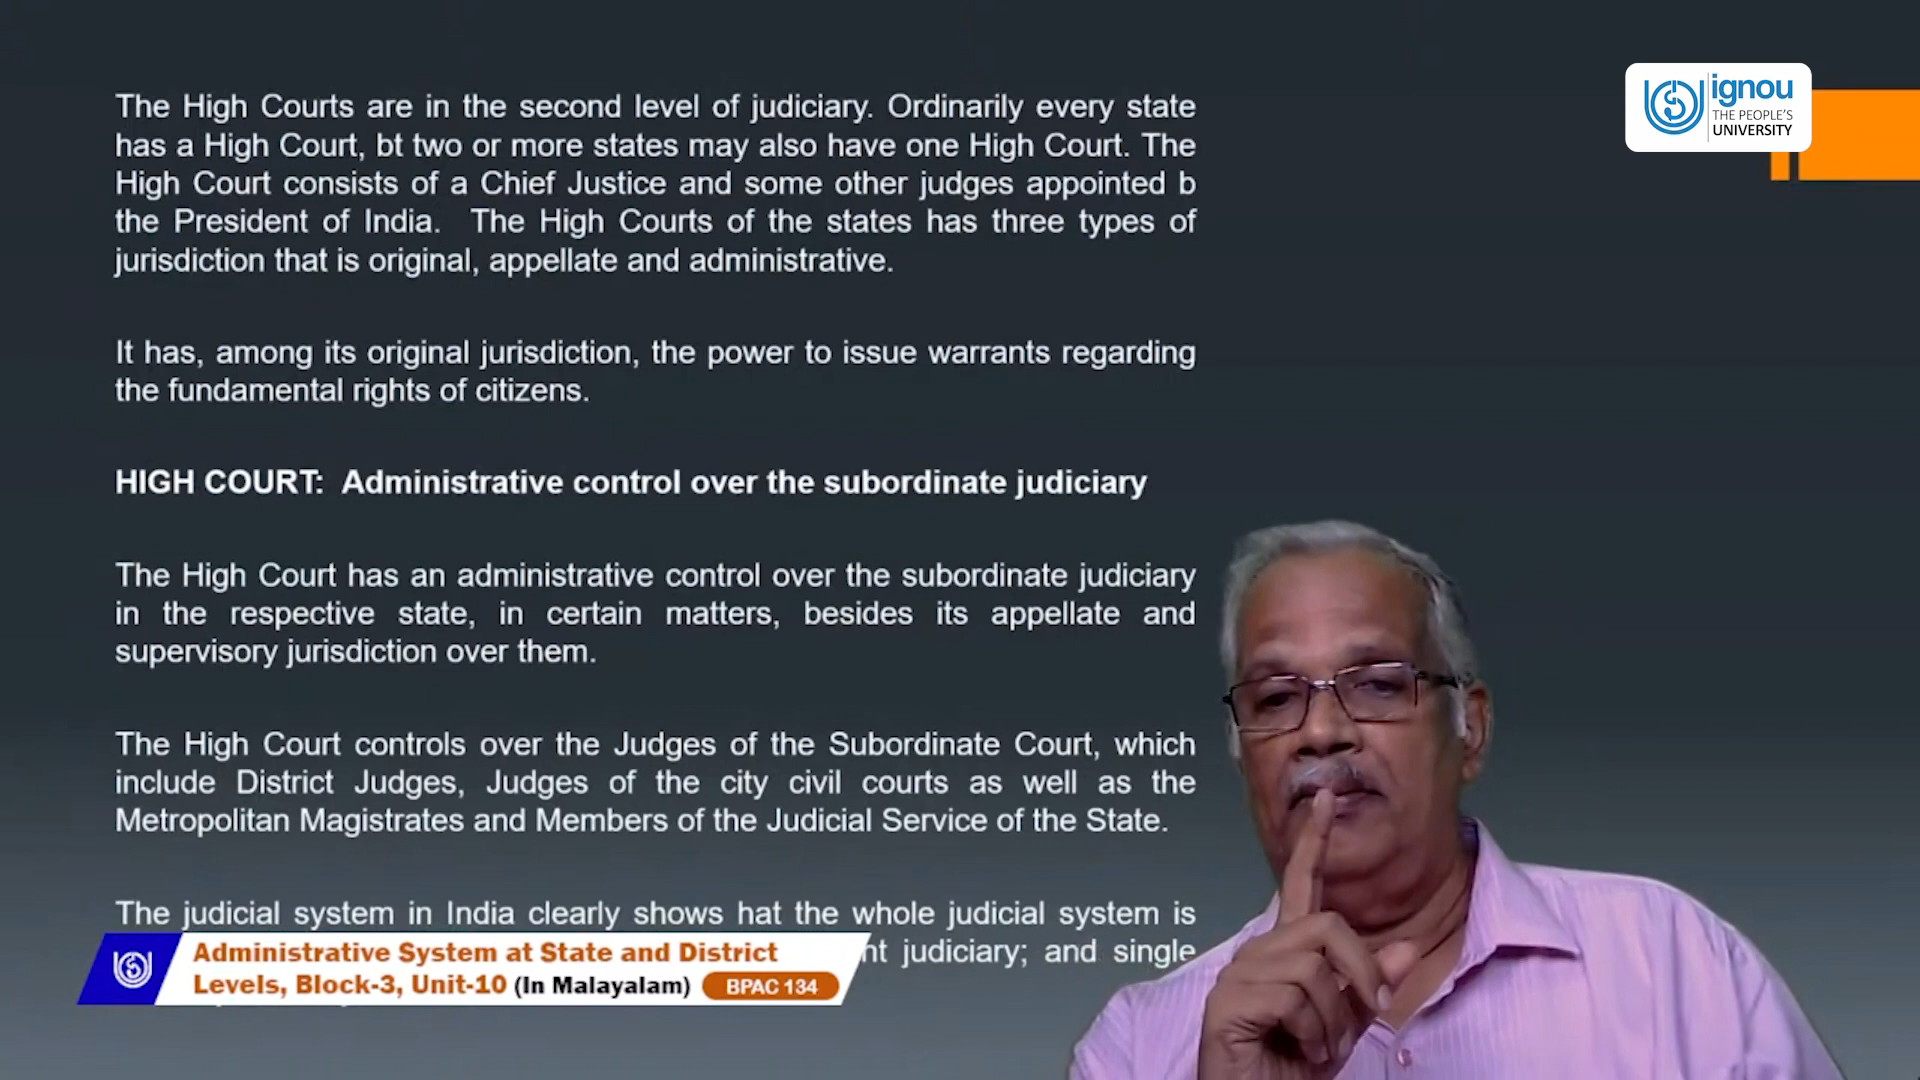 The High Courts are in the second level of judiciary. Ordinarily every state
has a High Court, bt two or more states may also have one High Court. The
High Court consists of a Chief Justice and some other judges appointed b
the President of India. The High Courts of the states has three types of
jurisdiction that is original, appellate and administrative.
It has, among its original jurisdiction, the power to issue warrants regarding
the fundamental rights of citizens.
HIGH COURT: Administrative control over the subordinate judiciary
The High Court has an administrative control over the subordinate judiciary
in the respective state, in certain matters, besides its appellate and
supervisory jurisdiction over them.
The High Court controls over the Judges of the Subordinate Court, which
include District Judges, Judges of the city civil courts as well as the
Metropolitan Magistrates and Members of the Judicial Service of the State.
The judicial system in India clearly shows hat the whole judicial system is
judiciary; and single
ignou
THE PEOPLE'S
UNIVERSITY
Administrative System at State and District
Levels, Block-3, Unit-10 (In Malayalam) BPAC 134